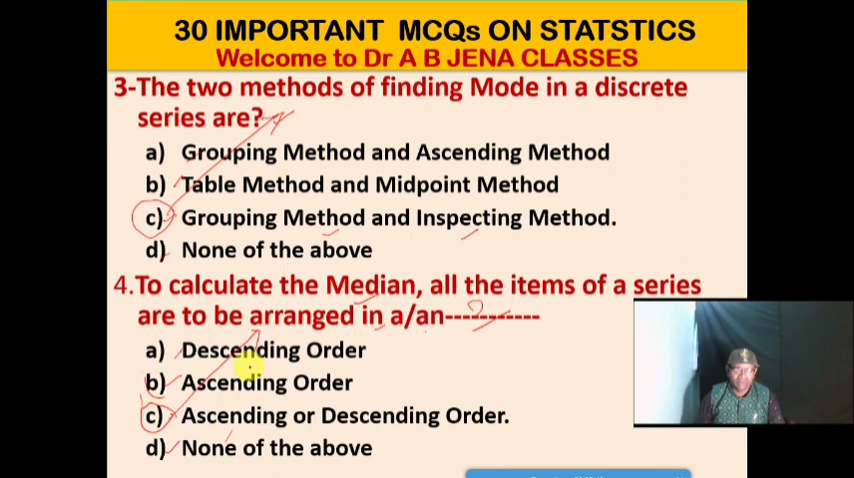 30 IMPORTANT MCQs ON STATSTICS
Welcome to Dr A B JENA CLASSES
3-The two methods of finding Mode in a discrete
series are?
a) Grouping Method and Ascending Method
b) Table Method and Midpoint Method
c) Grouping Method and Inspecting Method.
d) None of the above
4.To calculate the Median, all the items of a series
are to be arranged in a/an------------
a) Descending Order
b) Ascending Order
c) Ascending or Descending Order.
d) None of the above